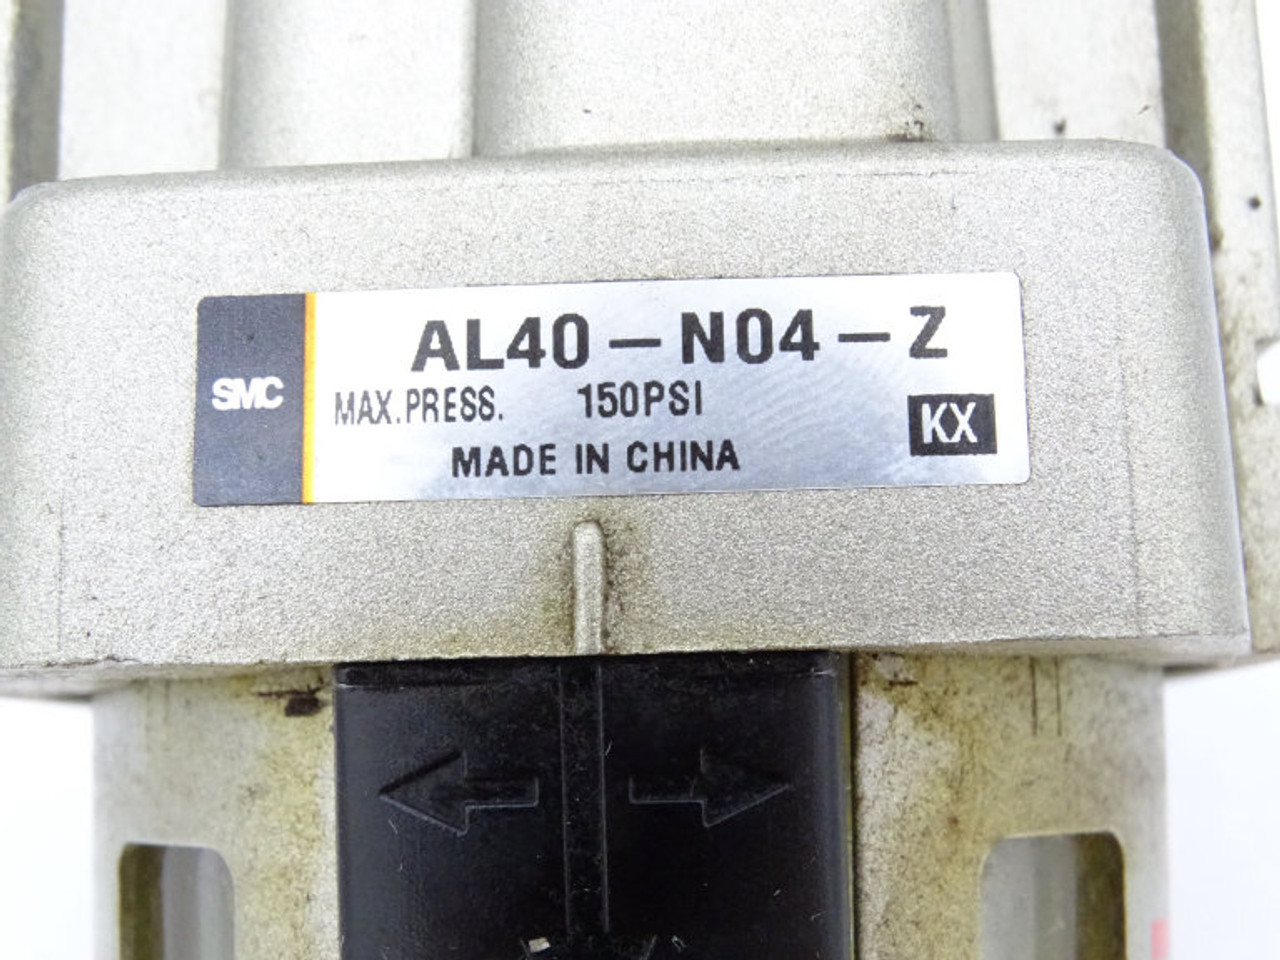 AL40-N04-Z
SMC
MAX.PRESS. 150PSI
KX
MADE IN CHINA